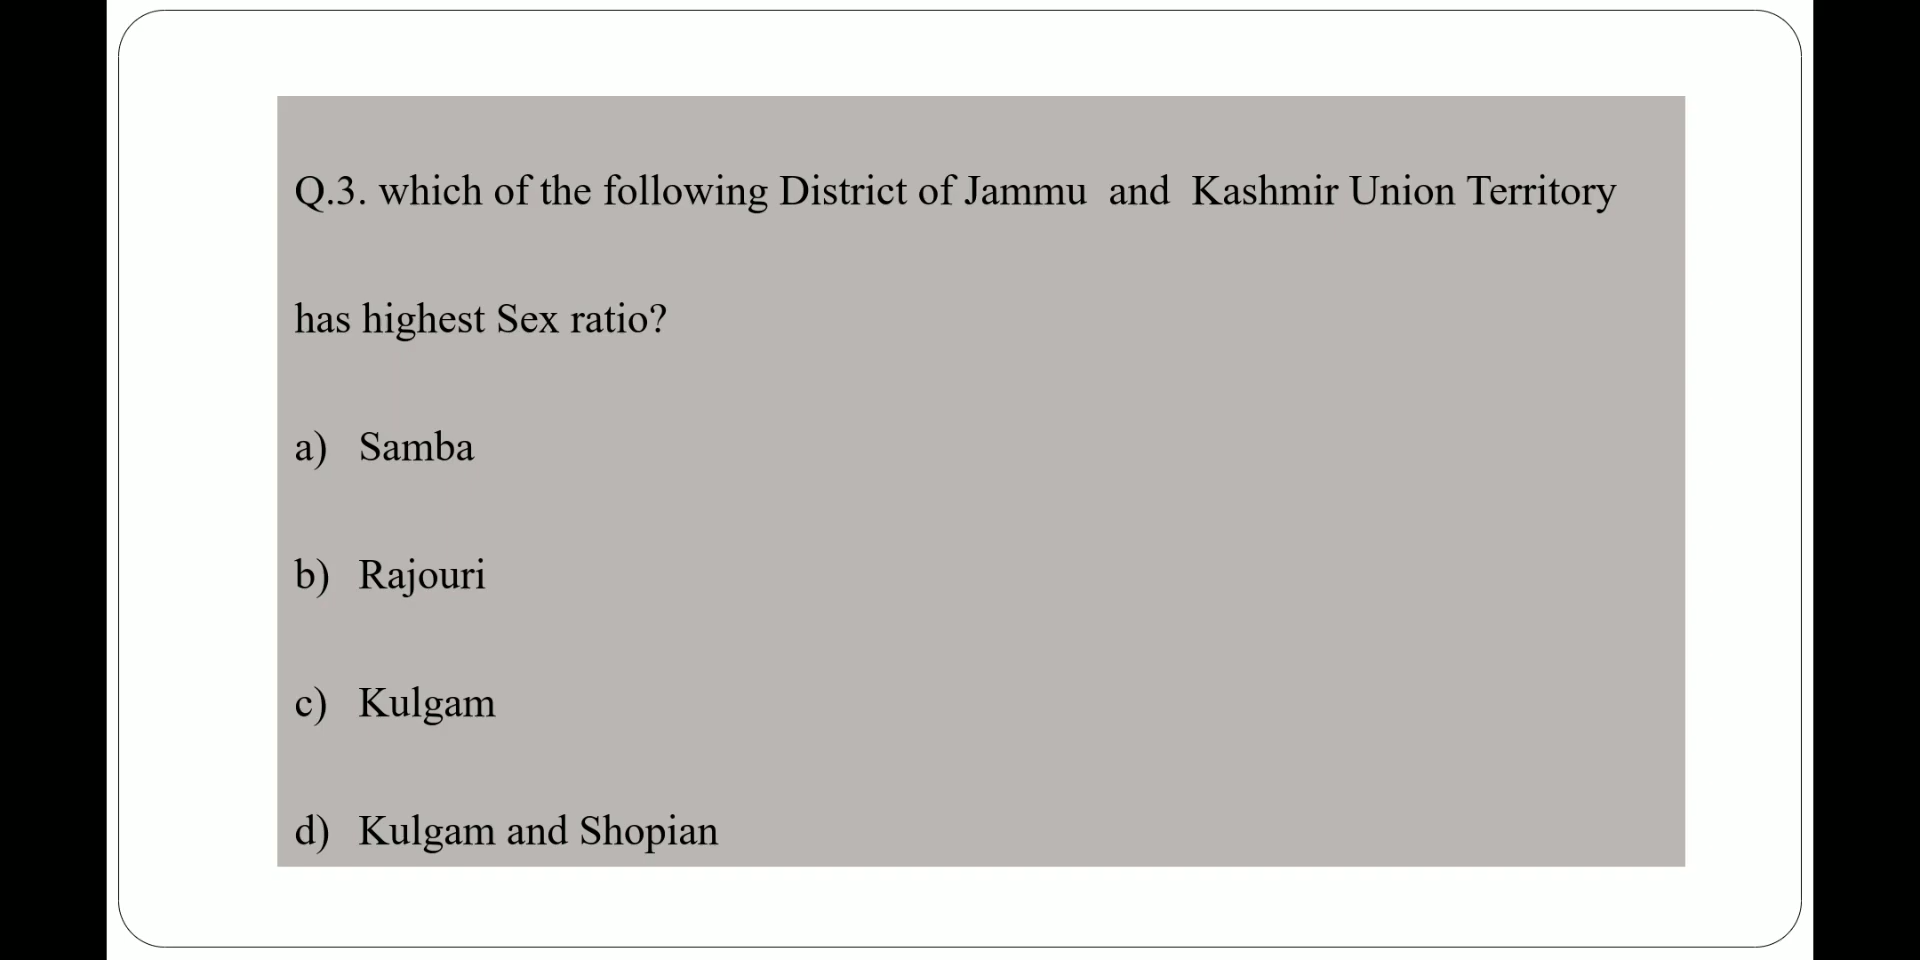 Q.3. which of the following District of Jammu and Kashmir Union Territory
has highest Sex ratio?
a) Samba
b) Rajouri
c) Kulgam
d) Kulgam and Shopian